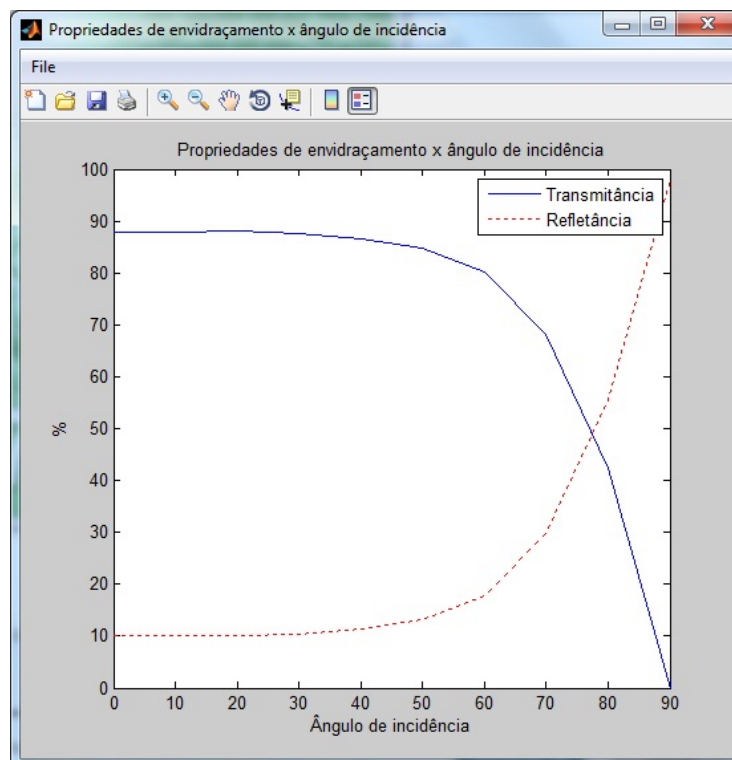 Propriedades de envidraçamento x ângulo de incidência
File
Propriedades de envidraçamento x ângulo de incidência
100
90
80
70
60
50
40
30
20
10
0
%
Transmitância
Refletância
0 10 20 30 40 50 60 70 80 90
Ângulo de incidência